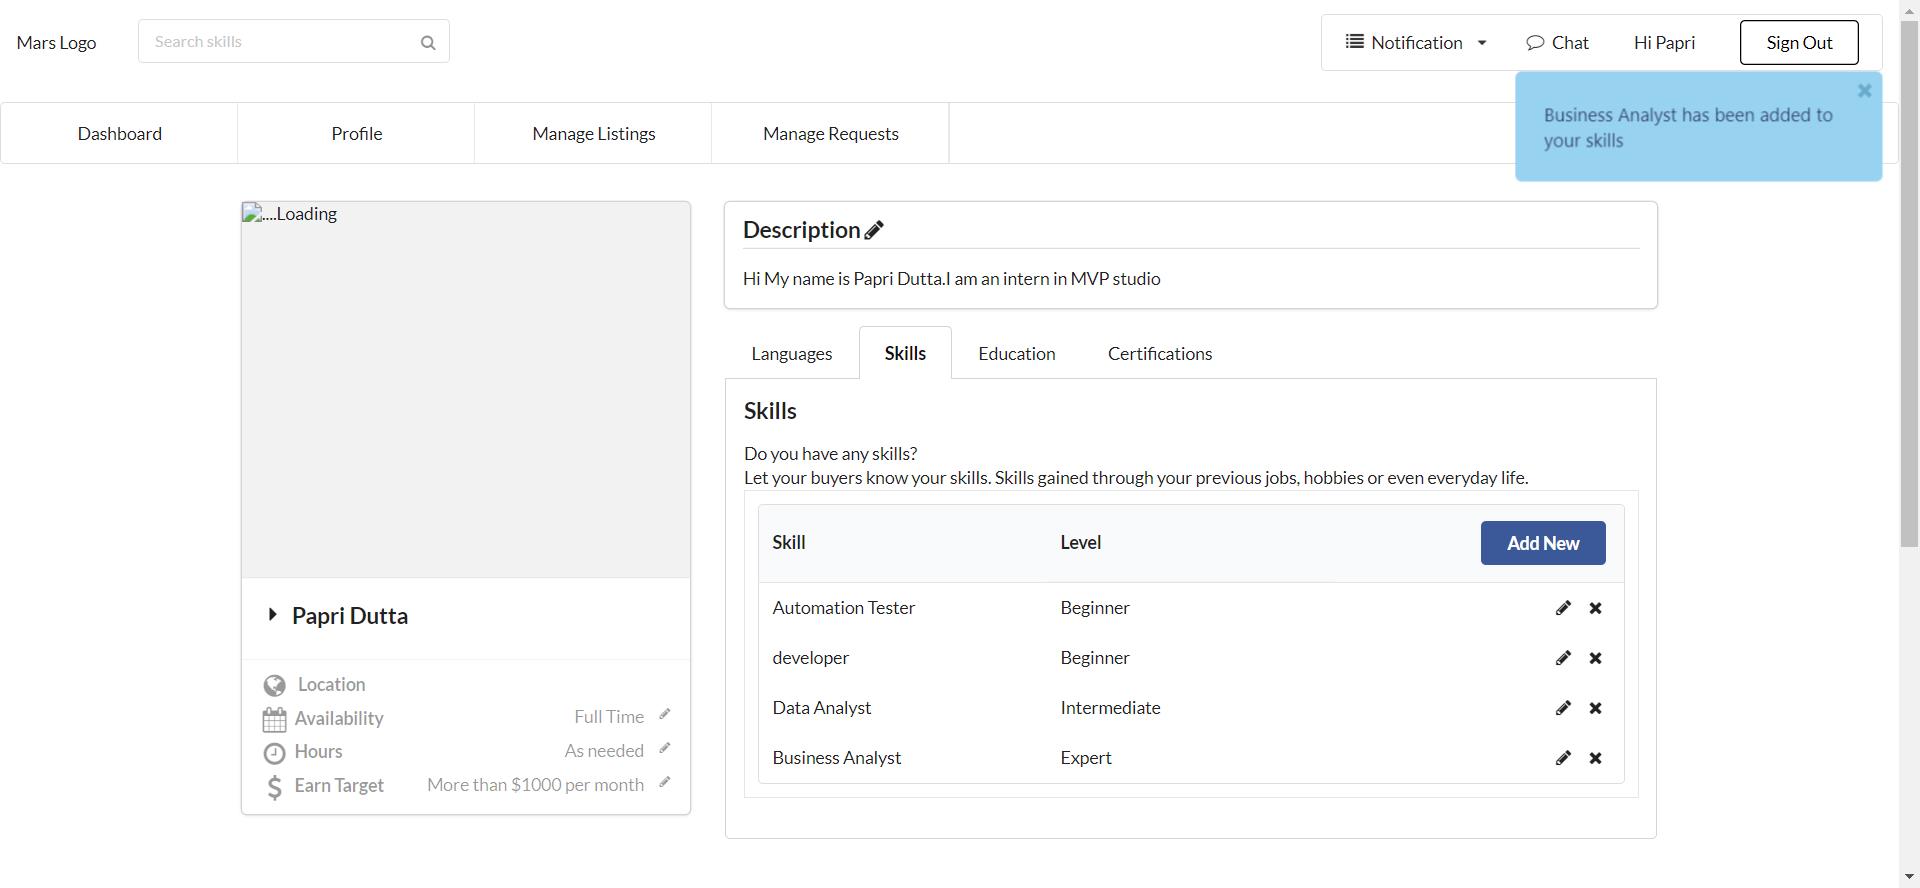 Mars Logo
Search skills
Notification
Chat
Hi Papri
Sign Out
Business Analyst has been added to
your skills
Dashboard
Profile
Manage Listings
Manage Requests
....Loading
Papri Dutta
Location
Availability
Full Time
Hours
As needed
Earn Target
More than $1000 per month
Description
Hi My name is Papri Dutta.I am an intern in MVP studio
Languages
Skills
Education
Certifications
Skills
Do you have any skills?
Let your buyers know your skills. Skills gained through your previous jobs, hobbies or even everyday life.
Skill
Level
Add New
Automation Tester
Beginner
developer
Beginner
Data Analyst
Intermediate
Business Analyst
Expert